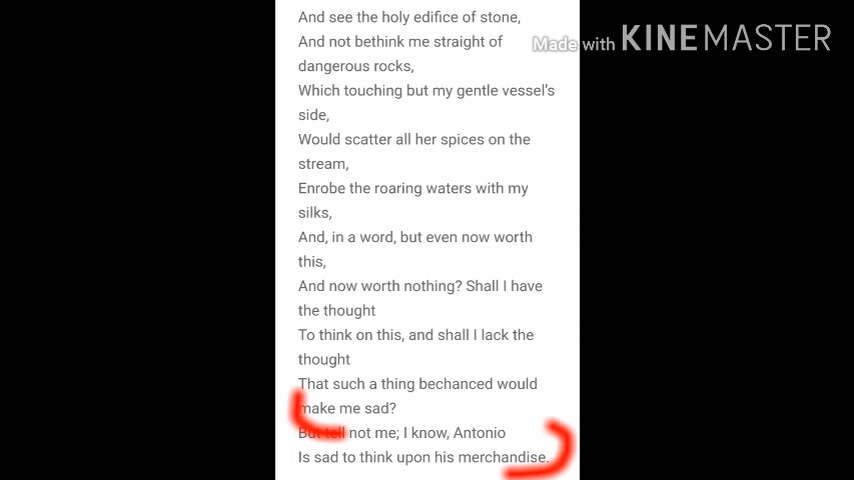 And see the holy edifice of stone,
And not bethink me straight of
dangerous rocks,
Which touching but my gentle vessel's
side,
Would scatter all her spices on the
stream,
Enrobe the roaring waters with my
silks,
And, in a word, but even now worth
this,
And now worth nothing? Shall I have
the thought
To think on this, and shall I lack the
thought
That such a thing bechanced would
make me sad?
But tell not me; I know, Antonio
Is sad to think upon his merchandise.
Made with KINEMASTER